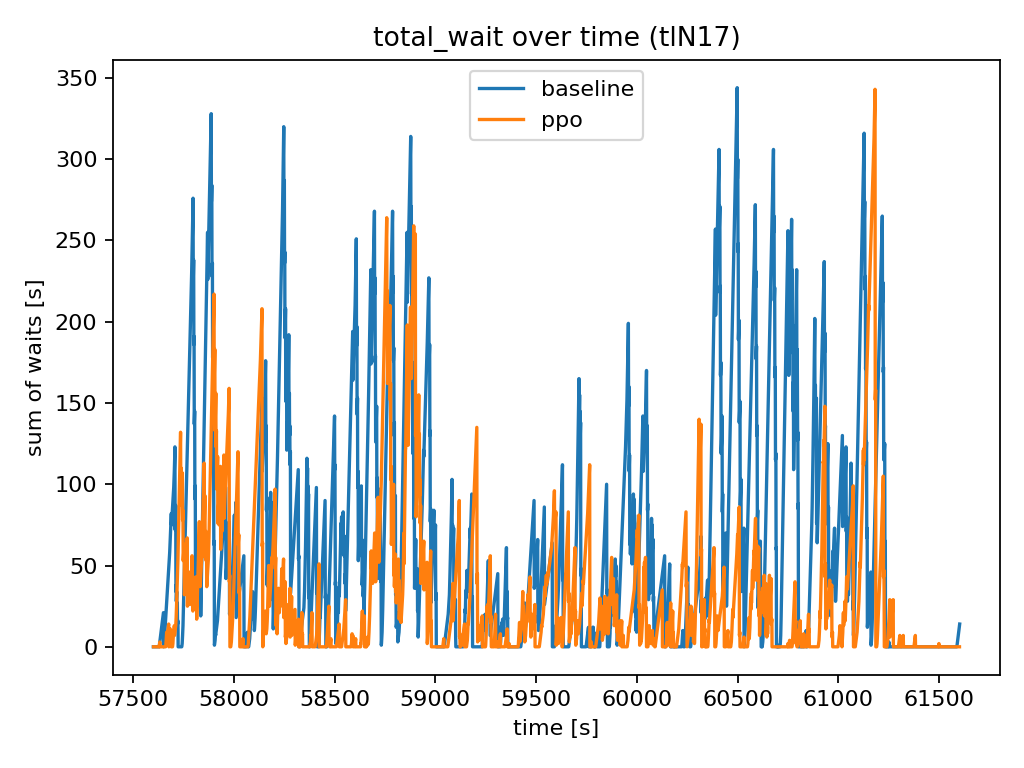 total_wait over time (tlN17)
baseline
ppo
sum of waits [s]
350
300
250
200
150
100
50
0
57500 58000 58500 59000 59500 60000 60500 61000 61500
time [s]